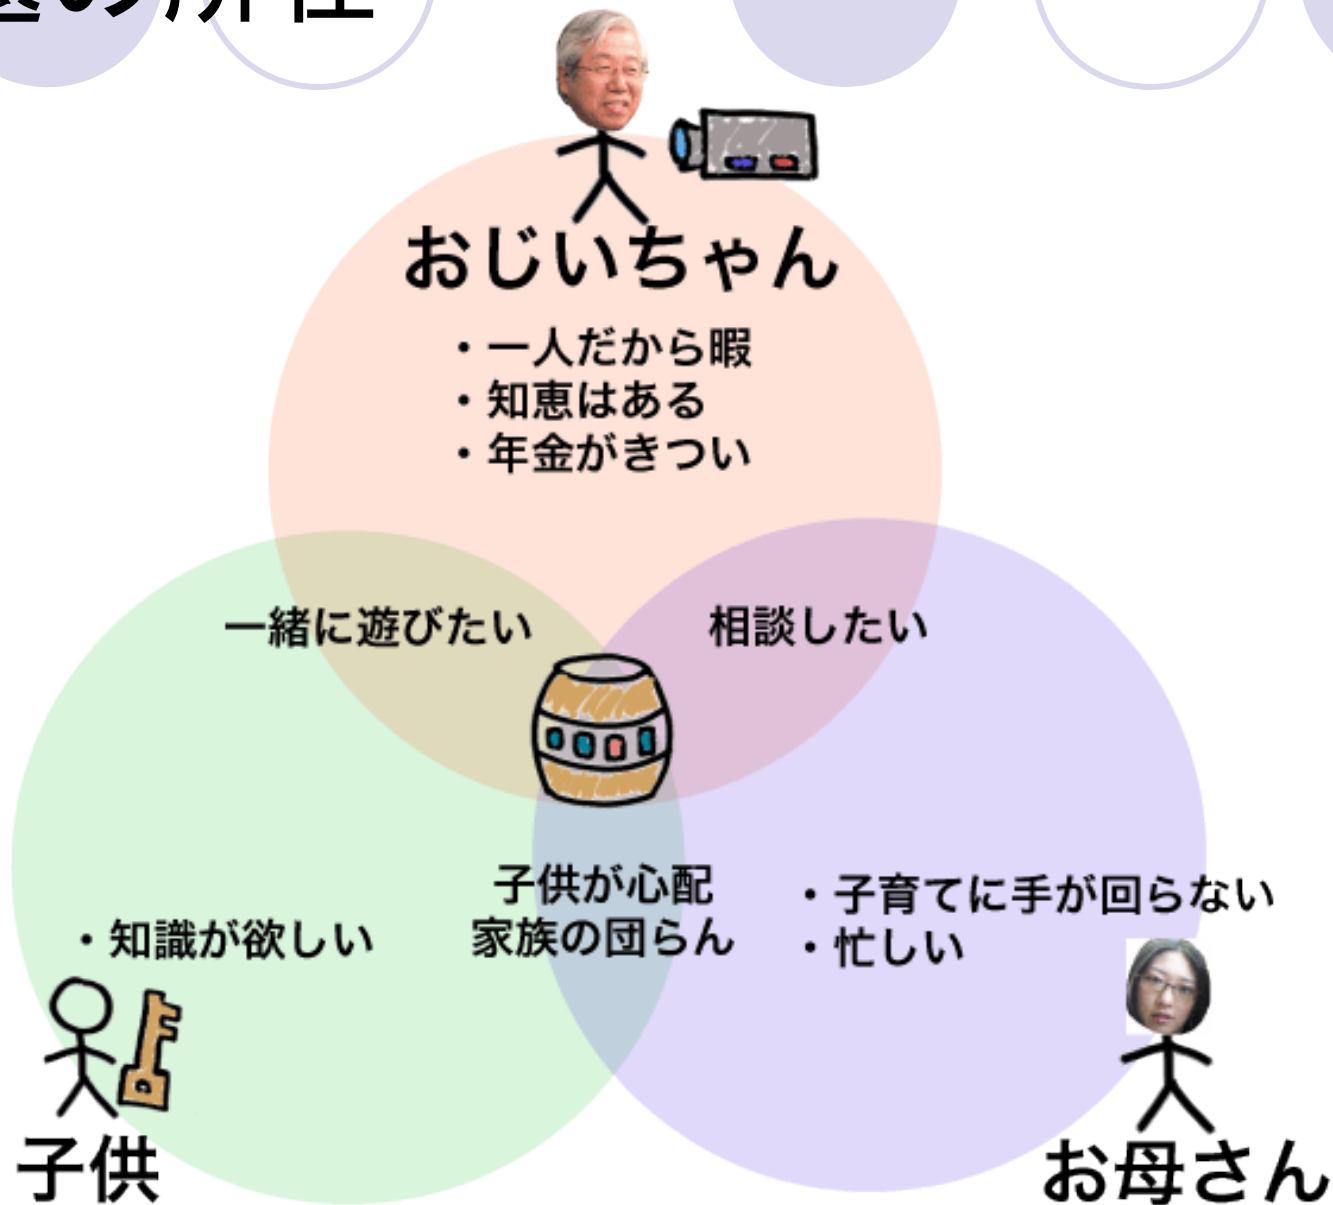 の所在
おじいちゃん
・一人だから暇
・知恵はある
・年金がきつい
一緒に遊びたい
相談したい
子供が心配
家族の団らん
・子育てに手が回らない
・忙しい
・知識が欲しい
子供
お母さん